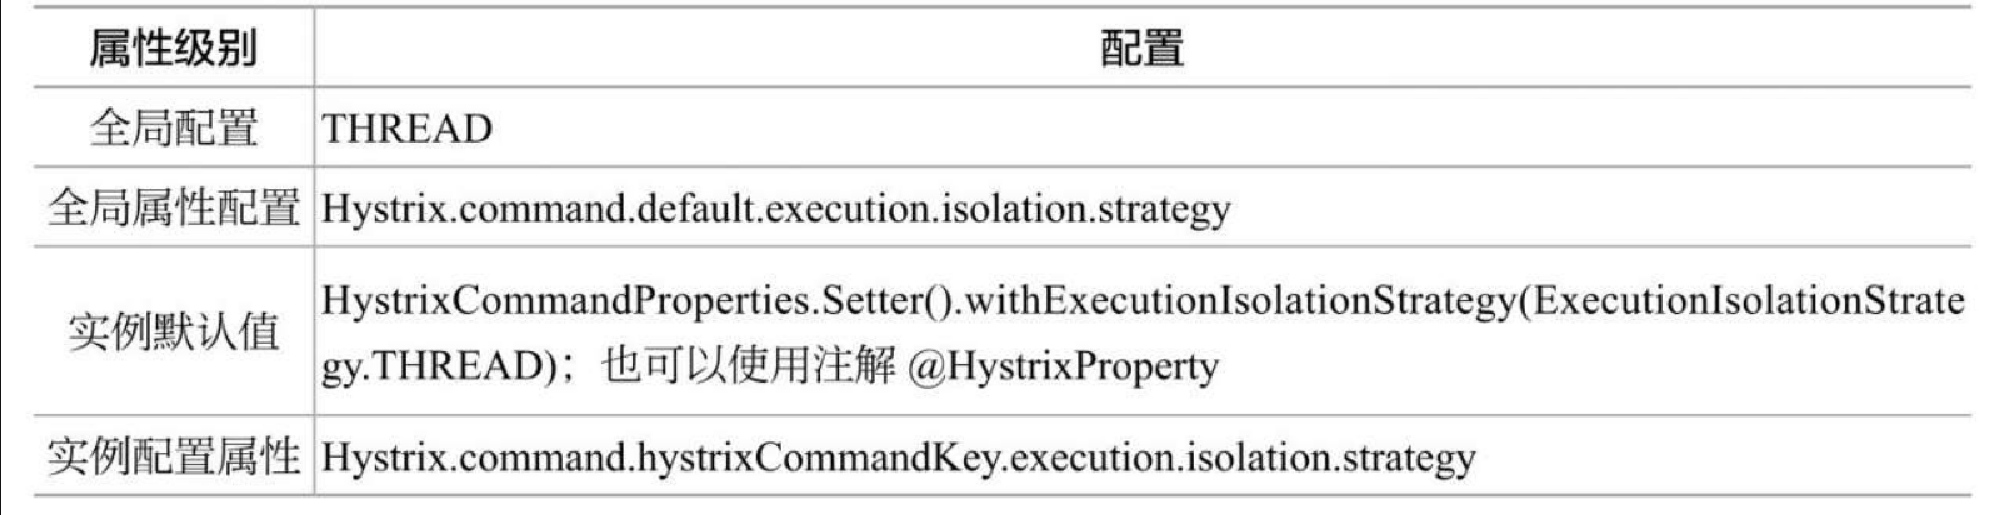 属性级别 配置
全局配置 THREAD
全局属性配置 Hystrix.command.default.execution.isolation.strategy
实例默认值 HystrixCommandProperties.Setter().withExecutionIsolationStrategy(ExecutionIsolationStrate
gy.THREAD)；也可以使用注解 @HystrixProperty
实例配置属性 Hystrix.command.hystrixCommandKey.execution.isolation.strategy